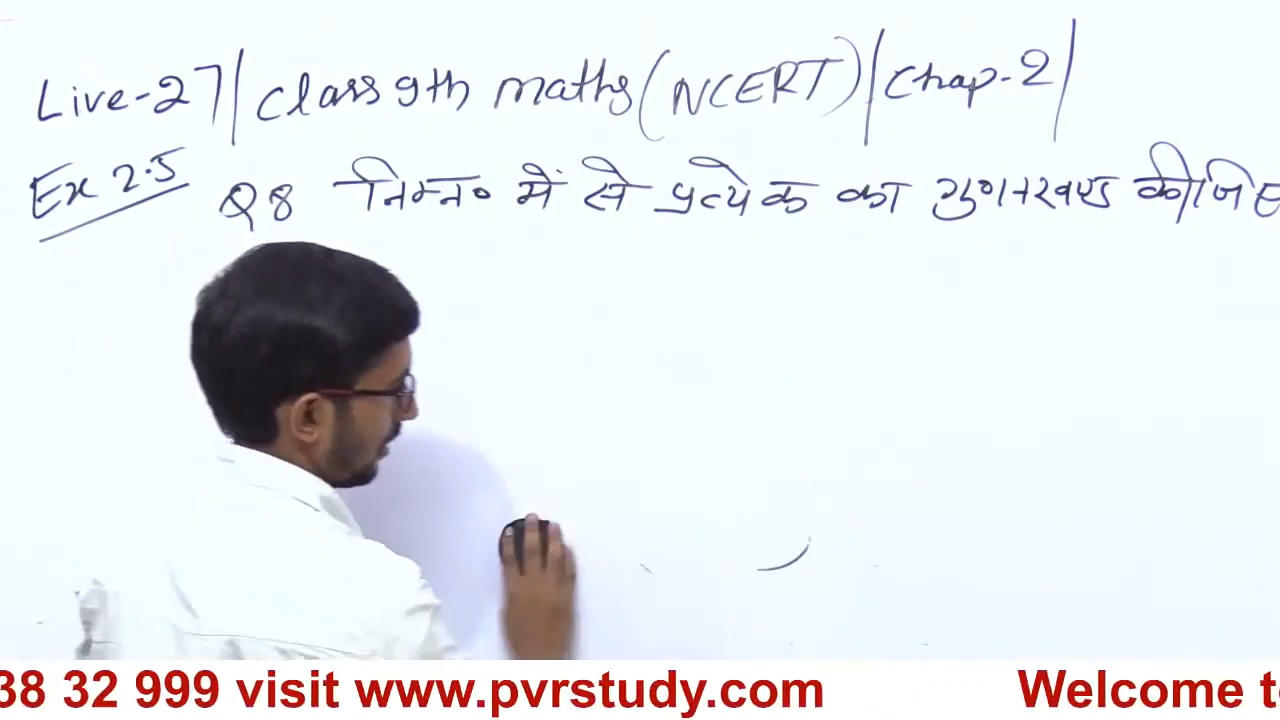 Live-27| Class 9th maths (NCERT) | Chap-2|
Ex 2.5 Q8 निम्न० में से प्रत्येक का गुणनखण्ड कीजिए
38 32 999 visit www.pvrstudy.com Welcome to